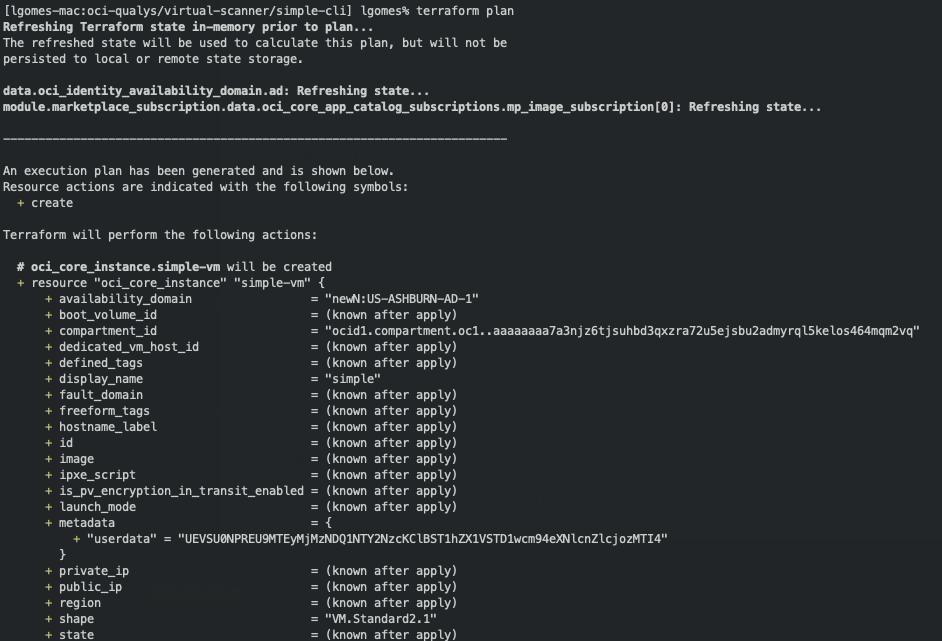 [lgomes-mac:oci-qualys/virtual-scanner/simple-cli] lgomes% terraform plan
Refreshing Terraform state in-memory prior to plan...
The refreshed state will be used to calculate this plan, but will not be
persisted to local or remote state storage.
data.oci_identity_availability_domain.ad: Refreshing state...
module.marketplace_subscription.data.oci_core_app_catalog_subscriptions.mp_image_subscription[0]: Refreshing state...
------------------------------------------------------------------------
An execution plan has been generated and is shown below.
Resource actions are indicated with the following symbols:
+ create
Terraform will perform the following actions:
# oci_core_instance.simple-vm will be created
+ resource "oci_core_instance" "simple-vm" {
+ availability_domain = "newN:US-ASHBURN-AD-1"
+ boot_volume_id = (known after apply)
+ compartment_id = "ocid1.compartment.oc1..aaaaaaaa7a3njz6tjsuhbd3qxzra72u5ejsbu2admyrql5kelos464mqm2vq"
+ dedicated_vm_host_id = (known after apply)
+ defined_tags = (known after apply)
+ display_name = "simple"
+ fault_domain = (known after apply)
+ freeform_tags = (known after apply)
+ hostname_label = (known after apply)
+ id = (known after apply)
+ image = (known after apply)
+ ipxe_script = (known after apply)
+ is_pv_encryption_in_transit_enabled = (known after apply)
+ launch_mode = (known after apply)
+ metadata = {
+ "userdata" = "UEVSU0NPREU9MTEyMjMzNDQ1NTY2NzcKClBST1hZX1VSTD1wcm94eXNlcnZlcjozMTI4"
}
+ private_ip = (known after apply)
+ public_ip = (known after apply)
+ region = (known after apply)
+ shape = "VM.Standard2.1"
+ state = (known after apply)